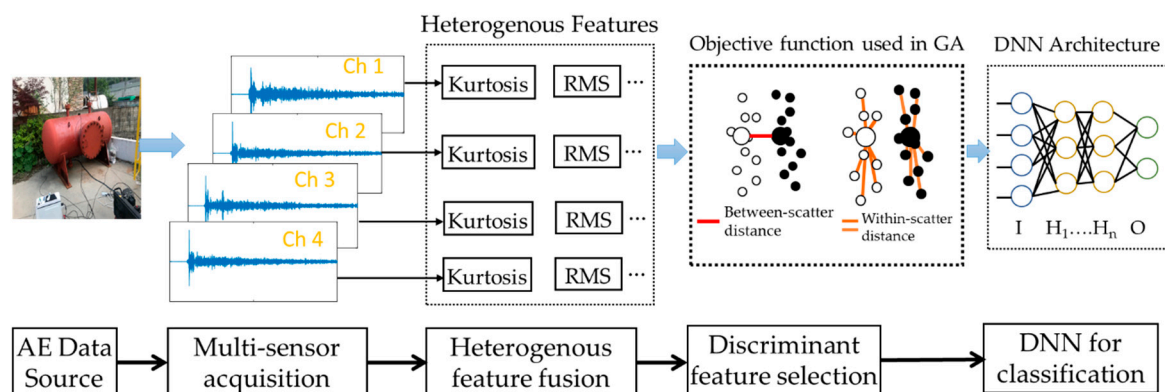 Heterogenous Features
Objective function used in GA
DNN Architecture
Ch 1
Kurtosis RMS ...
Ch 2
Kurtosis RMS ...
Ch 3
Kurtosis RMS ...
Ch 4
Kurtosis RMS ...
Between-scatter
distance
Within-scatter
distance
I H₁....Hₙ O
AE Data
Source
Multi-sensor
acquisition
Heterogenous
feature fusion
Discriminant
feature selection
DNN for
classification